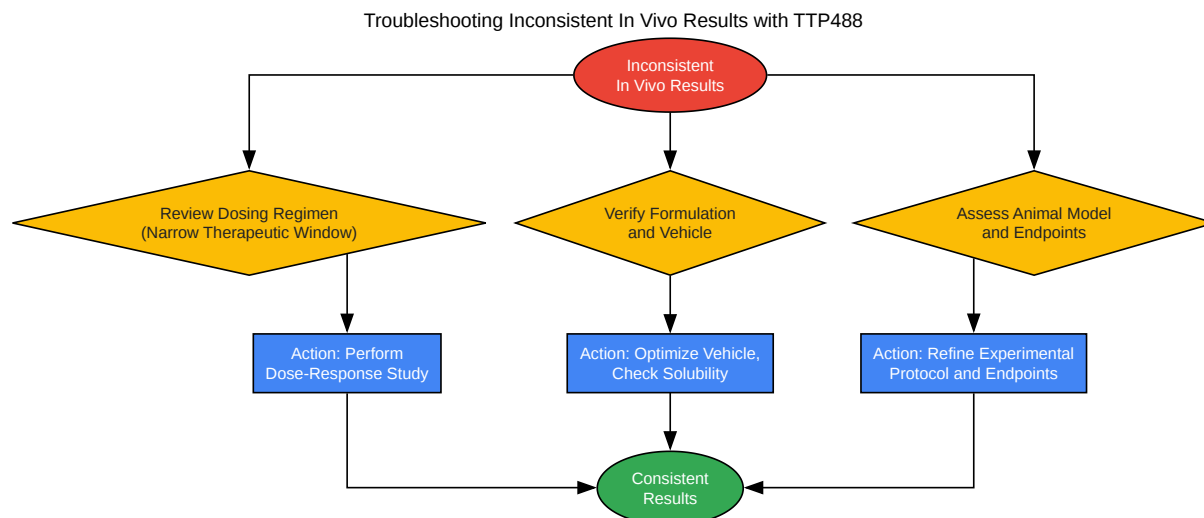 Troubleshooting Inconsistent In Vivo Results with TTP488
Inconsistent
In Vivo Results
Review Dosing Regimen
(Narrow Therapeutic Window)
Verify Formulation
and Vehicle
Assess Animal Model
and Endpoints
Action: Perform
Dose-Response Study
Action: Optimize Vehicle,
Check Solubility
Action: Refine Experimental
Protocol and Endpoints
Consistent
Results